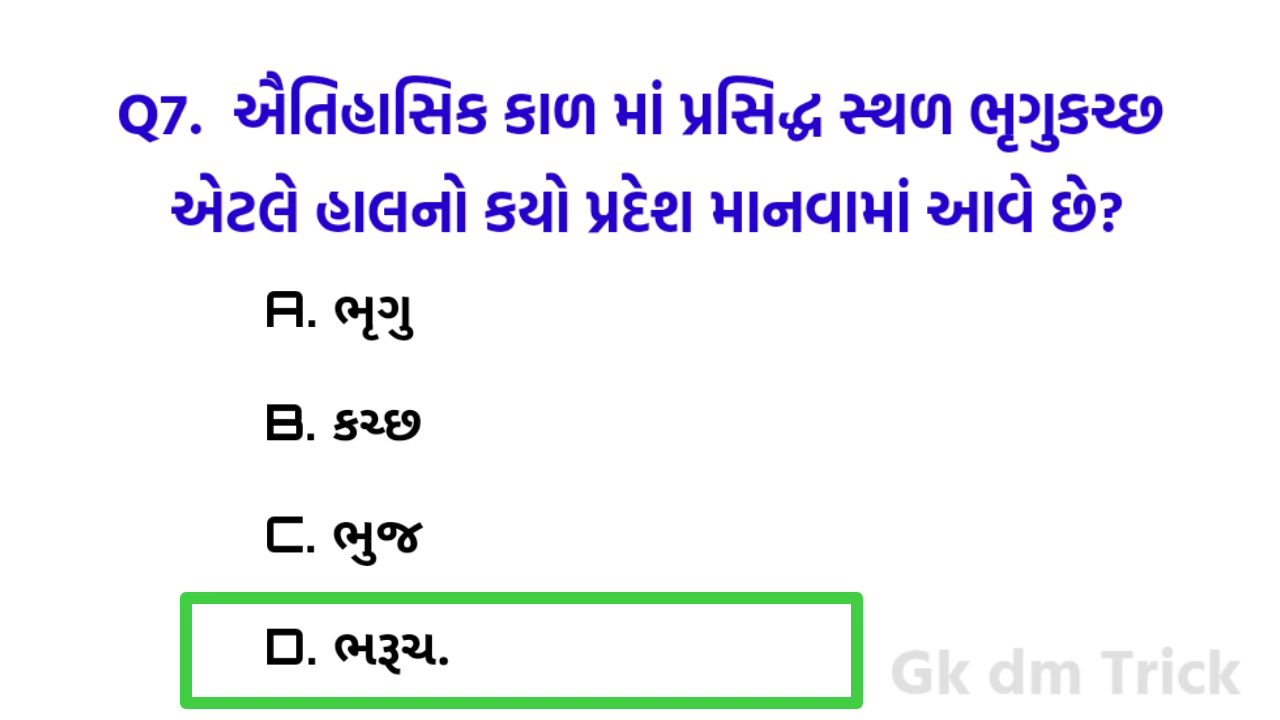 Q7. ઐતિહાસિક કાળ માં પ્રસિદ્ધ સ્થળ ભૃગુકચ્છ
એટલે હાલનો કયો પ્રદેશ માનવામાં આવે છે?
A. ભૃગુ
B. કચ્છ
C. ભુજ
D. ભરૂચ.
Gk dm Trick